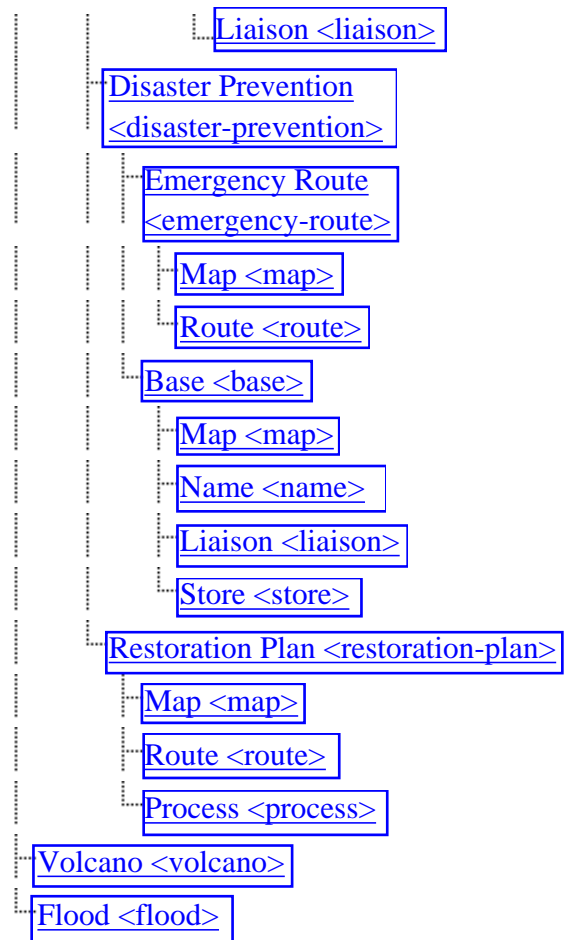 Liaison <liaison>
Disaster Prevention
<disaster-prevention>
Emergency Route
<emergency-route>
Map <map>
Route <route>
Base <base>
Map <map>
Name <name>
Liaison <liaison>
Store <store>
Restoration Plan <restoration-plan>
Map <map>
Route <route>
Process <process>
Volcano <volcano>
Flood <flood>